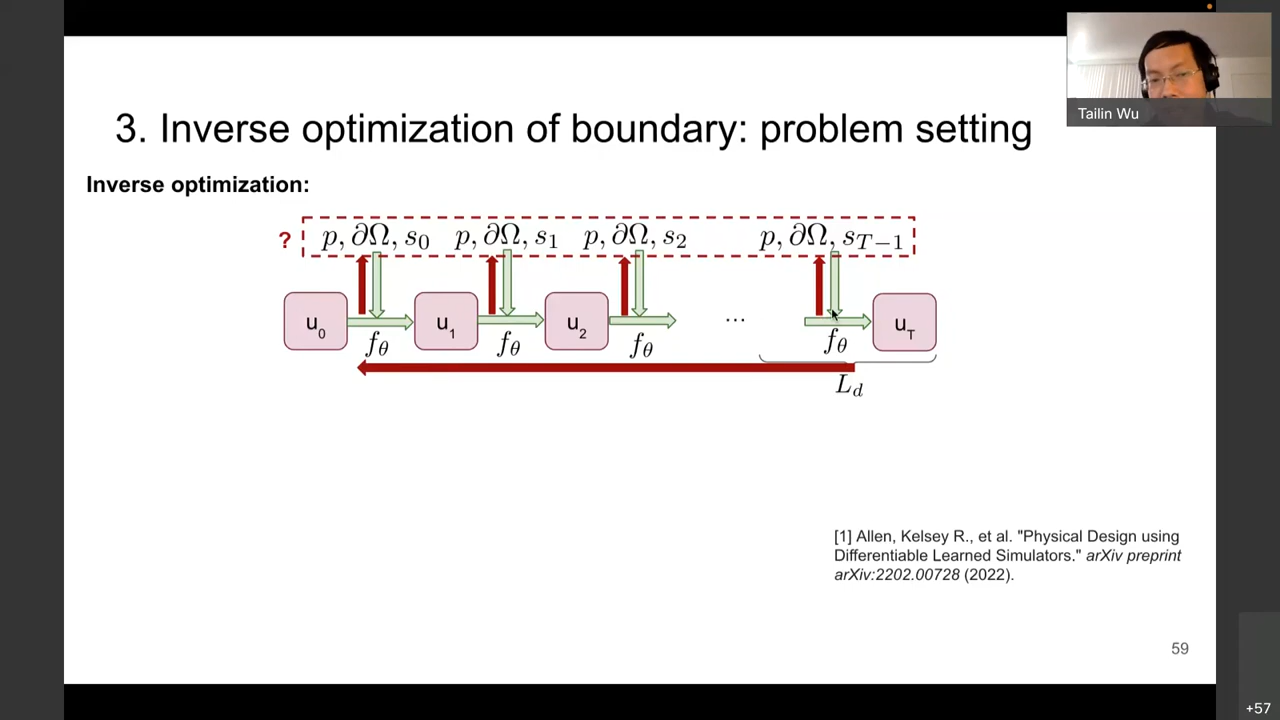 Tailin Wu
3. Inverse optimization of boundary: problem setting
Inverse optimization:
? p, ∂Ω, s₀ p, ∂Ω, s₁ p, ∂Ω, s₂ p, ∂Ω, s_{T−1}
u₀ u₁ u₂ ... u_T
f_θ f_θ f_θ f_θ
L_d
[1] Allen, Kelsey R., et al. "Physical Design using
Differentiable Learned Simulators." arXiv preprint
arXiv:2202.00728 (2022).
59
+57